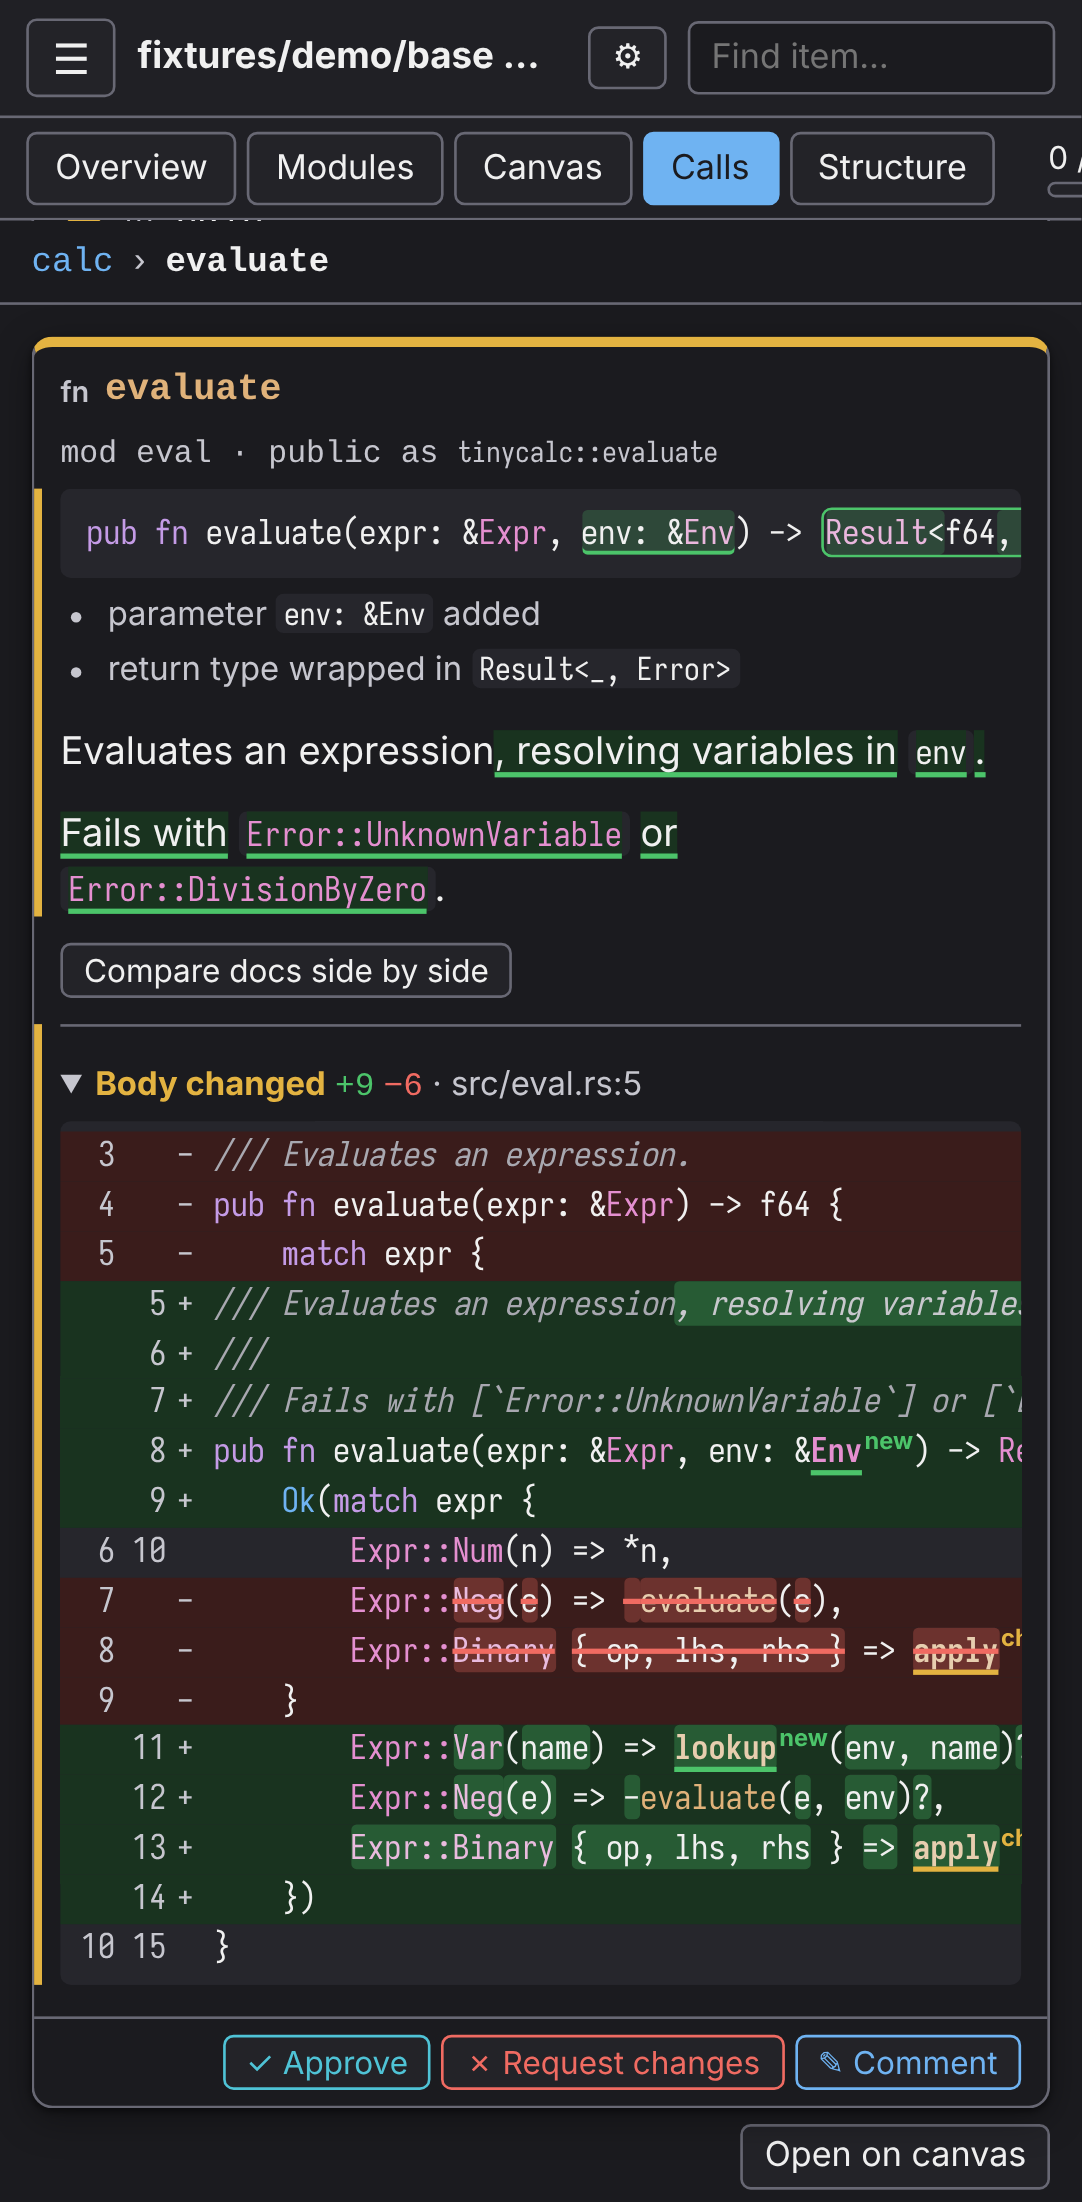 ☰ fixtures/demo/base ... ⚙ Find item...
Overview Modules Canvas Calls Structure 0 /
calc › evaluate
fn evaluate
mod eval · public as tinycalc::evaluate
pub fn evaluate(expr: &Expr, env: &Env) -> Result<f64,
• parameter env: &Env added
• return type wrapped in Result<_, Error>
Evaluates an expression, resolving variables in env.
Fails with Error::UnknownVariable or
Error::DivisionByZero.
Compare docs side by side
▼ Body changed +9 −6 · src/eval.rs:5
3 - /// Evaluates an expression.
4 - pub fn evaluate(expr: &Expr) -> f64 {
5 - match expr {
5 + /// Evaluates an expression, resolving variables
6 + ///
7 + /// Fails with [`Error::UnknownVariable`] or [`
8 + pub fn evaluate(expr: &Expr, env: &Env new) -> Re
9 + Ok(match expr {
6 10 Expr::Num(n) => *n,
7 - Expr::Neg(e) => -evaluate(e),
8 - Expr::Binary { op, lhs, rhs } => apply ch
9 - }
11 + Expr::Var(name) => lookup new(env, name)?
12 + Expr::Neg(e) => -evaluate(e, env)?,
13 + Expr::Binary { op, lhs, rhs } => apply ch
14 + })
10 15 }
✓ Approve × Request changes ✎ Comment
Open on canvas